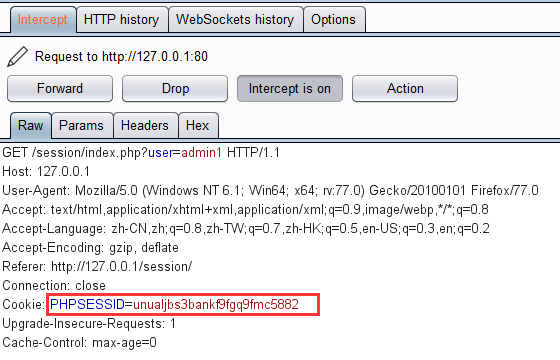 Intercept HTTP history WebSockets history Options
Request to http://127.0.0.1:80
Forward Drop Intercept is on Action
Raw Params Headers Hex
GET /session/index.php?user=admin1 HTTP/1.1
Host: 127.0.0.1
User-Agent: Mozilla/5.0 (Windows NT 6.1; Win64; x64; rv:77.0) Gecko/20100101 Firefox/77.0
Accept: text/html,application/xhtml+xml,application/xml;q=0.9,image/webp,*/*;q=0.8
Accept-Language: zh-CN,zh;q=0.8,zh-TW;q=0.7,zh-HK;q=0.5,en-US;q=0.3,en;q=0.2
Accept-Encoding: gzip, deflate
Referer: http://127.0.0.1/session/
Connection: close
Cookie: PHPSESSID=unualjbs3bankf9fgq9fmc5882
Upgrade-Insecure-Requests: 1
Cache-Control: max-age=0